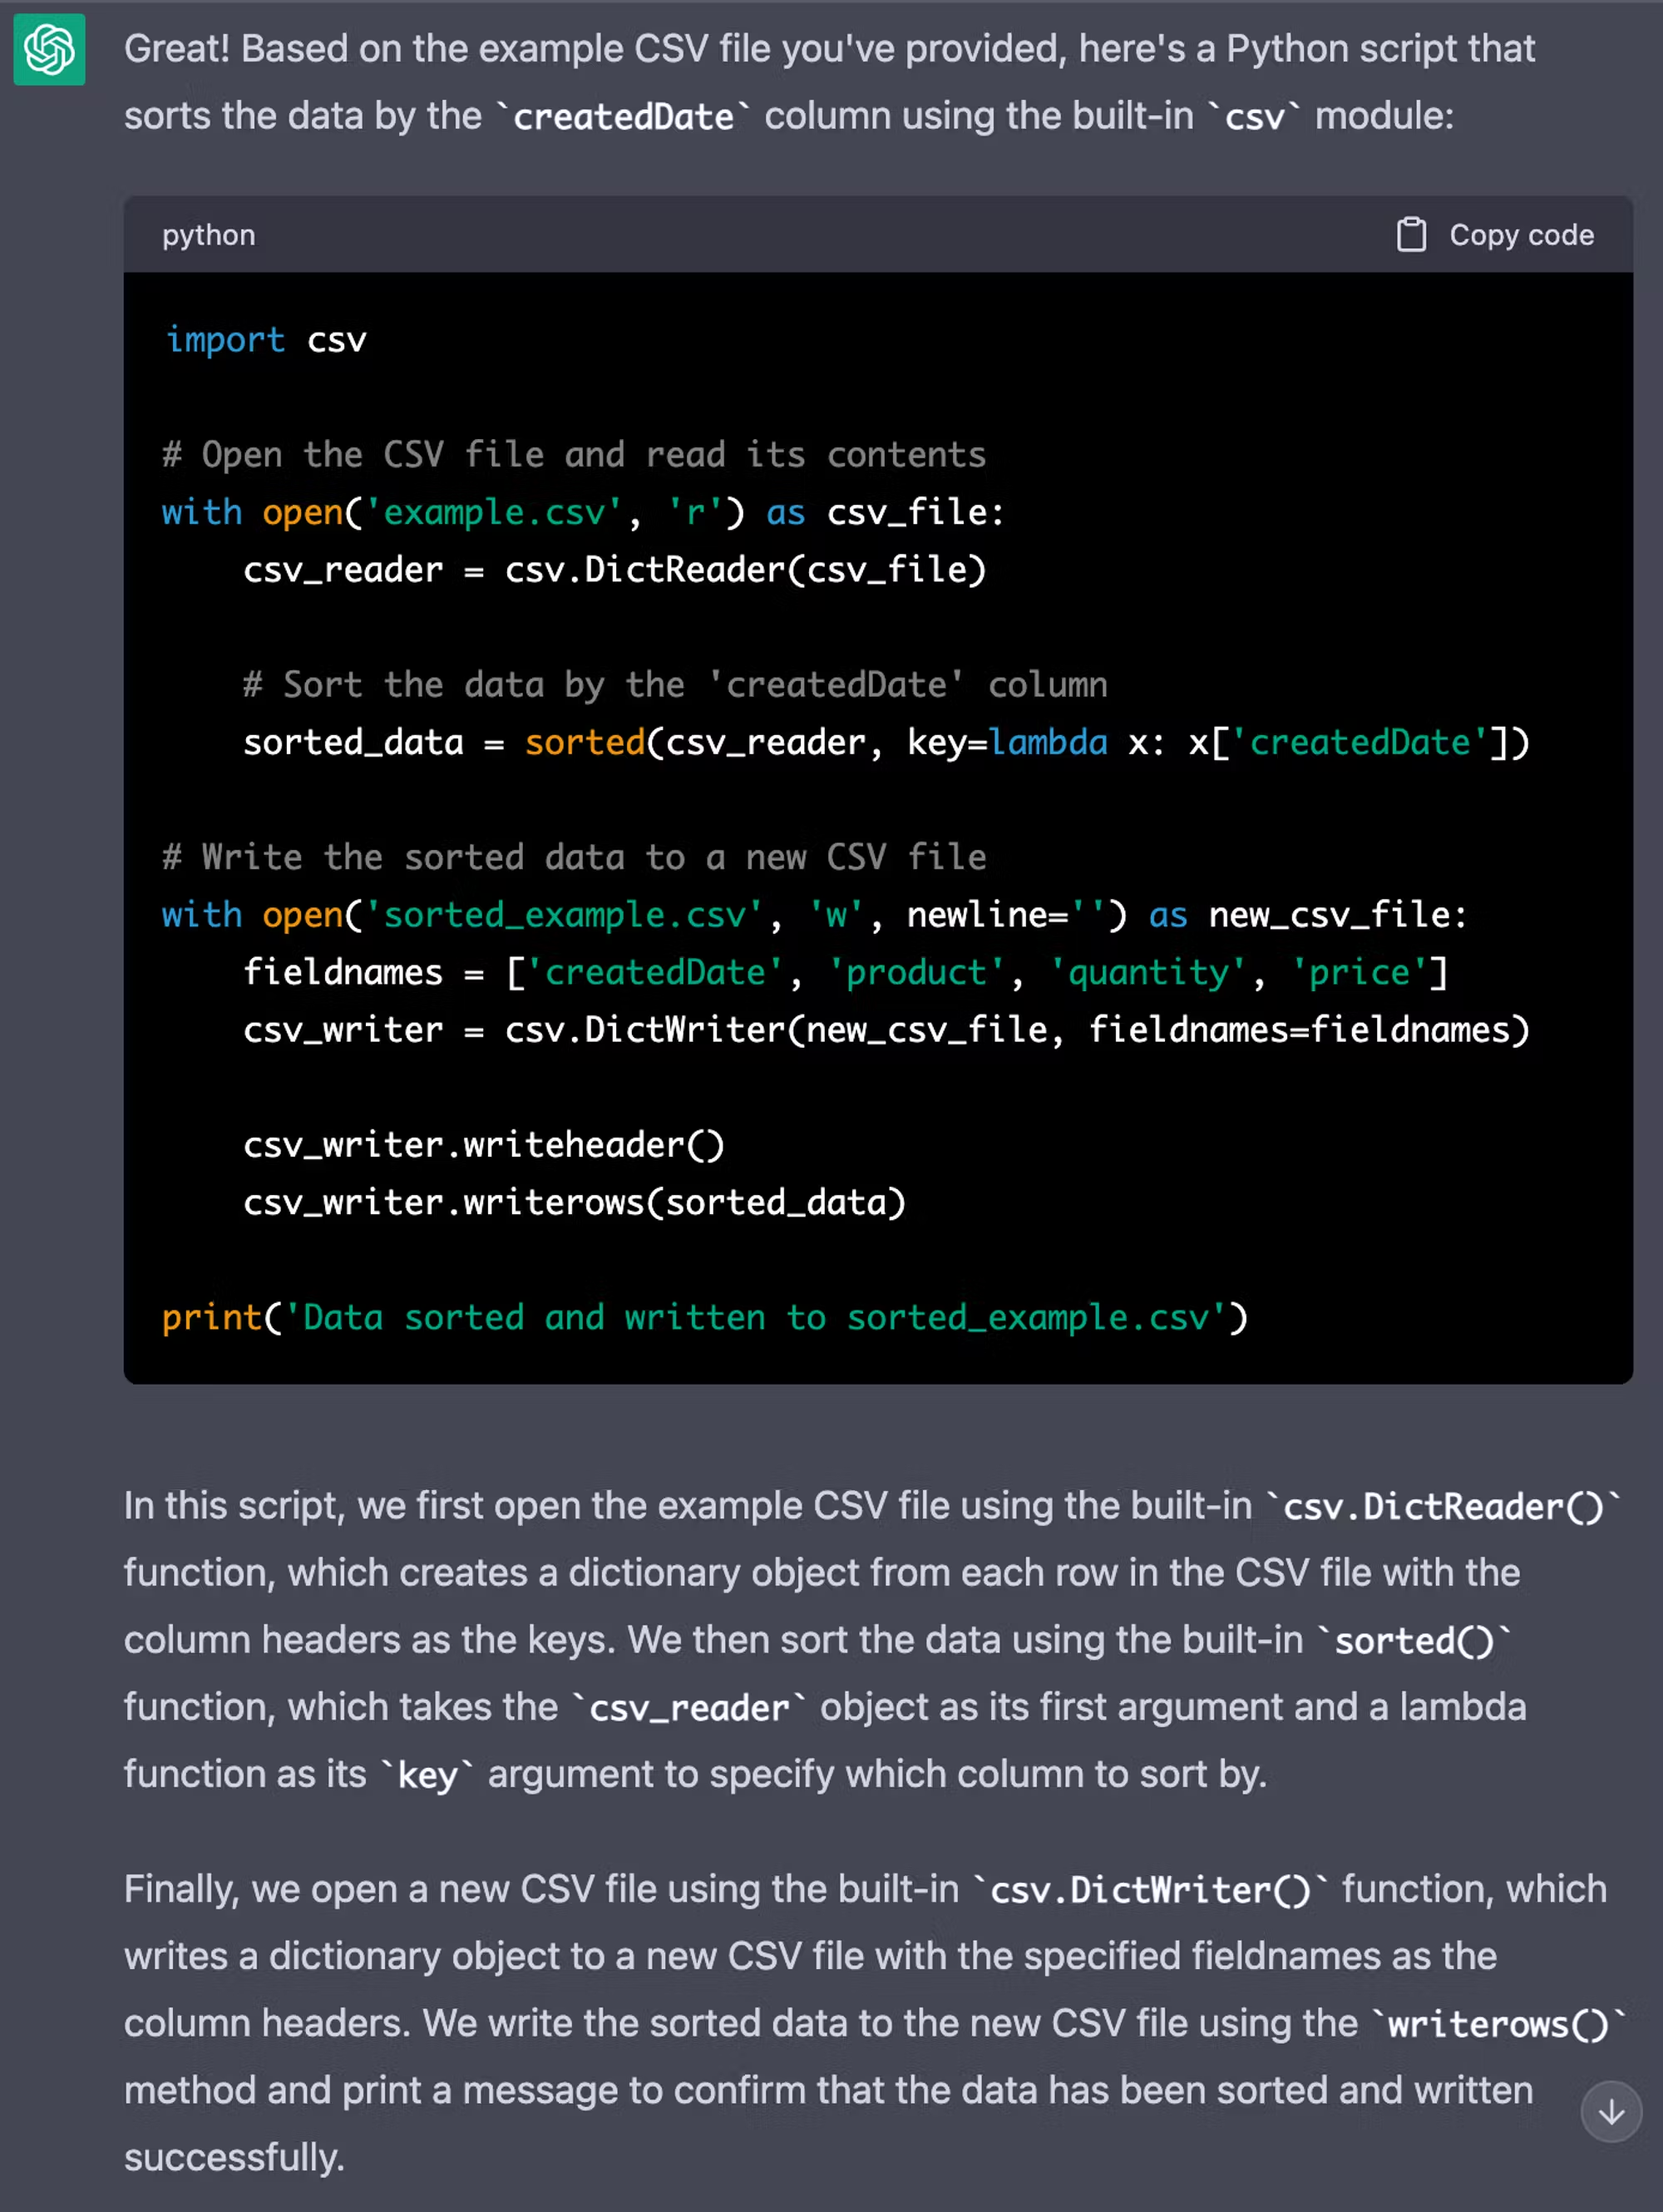 Great! Based on the example CSV file you've provided, here's a Python script that
sorts the data by the `createdDate` column using the built-in `csv` module:
python
Copy code
import csv
# Open the CSV file and read its contents
with open('example.csv', 'r') as csv_file:
    csv_reader = csv.DictReader(csv_file)
    # Sort the data by the 'createdDate' column
    sorted_data = sorted(csv_reader, key=lambda x: x['createdDate'])
# Write the sorted data to a new CSV file
with open('sorted_example.csv', 'w', newline='') as new_csv_file:
    fieldnames = ['createdDate', 'product', 'quantity', 'price']
    csv_writer = csv.DictWriter(new_csv_file, fieldnames=fieldnames)
    csv_writer.writeheader()
    csv_writer.writerows(sorted_data)
print('Data sorted and written to sorted_example.csv')
In this script, we first open the example CSV file using the built-in `csv.DictReader()`
function, which creates a dictionary object from each row in the CSV file with the
column headers as the keys. We then sort the data using the built-in `sorted()`
function, which takes the `csv_reader` object as its first argument and a lambda
function as its `key` argument to specify which column to sort by.
Finally, we open a new CSV file using the built-in `csv.DictWriter()` function, which
writes a dictionary object to a new CSV file with the specified fieldnames as the
column headers. We write the sorted data to the new CSV file using the `writerows()`
method and print a message to confirm that the data has been sorted and written
successfully.